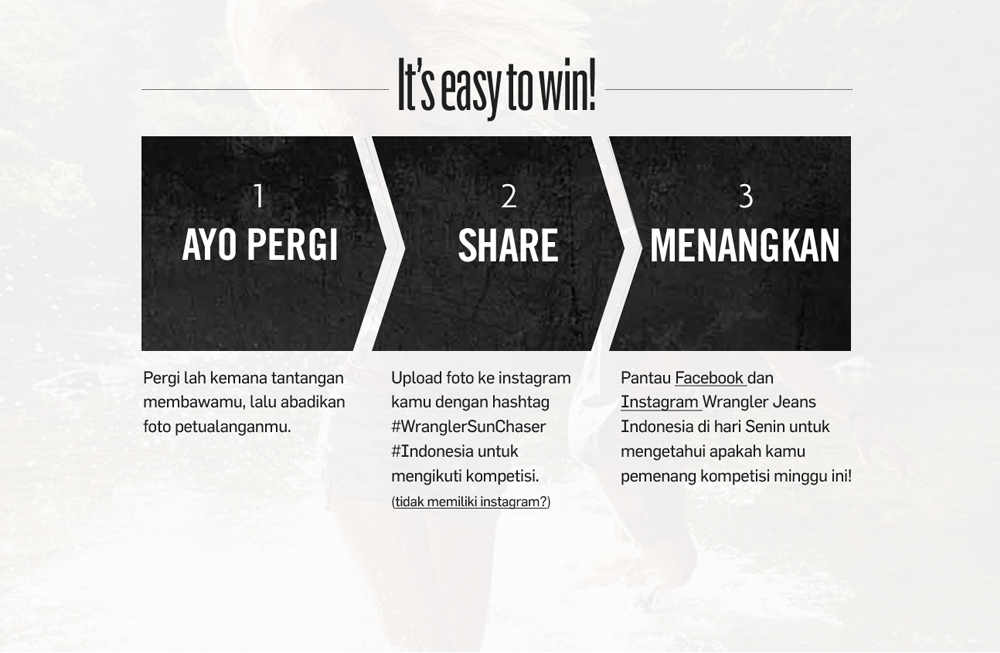 It's easy to win!
1
AYO PERGI
2
SHARE
3
MENANGKAN
Pergi lah kemana tantangan
membawamu, lalu abadikan
foto petualanganmu.
Upload foto ke instagram
kamu dengan hashtag
#WranglerSunChaser
#Indonesia untuk
mengikuti kompetisi.
(tidak memiliki instagram?)
Pantau Facebook dan
Instagram Wrangler Jeans
Indonesia di hari Senin untuk
mengetahui apakah kamu
pemenang kompetisi minggu ini!